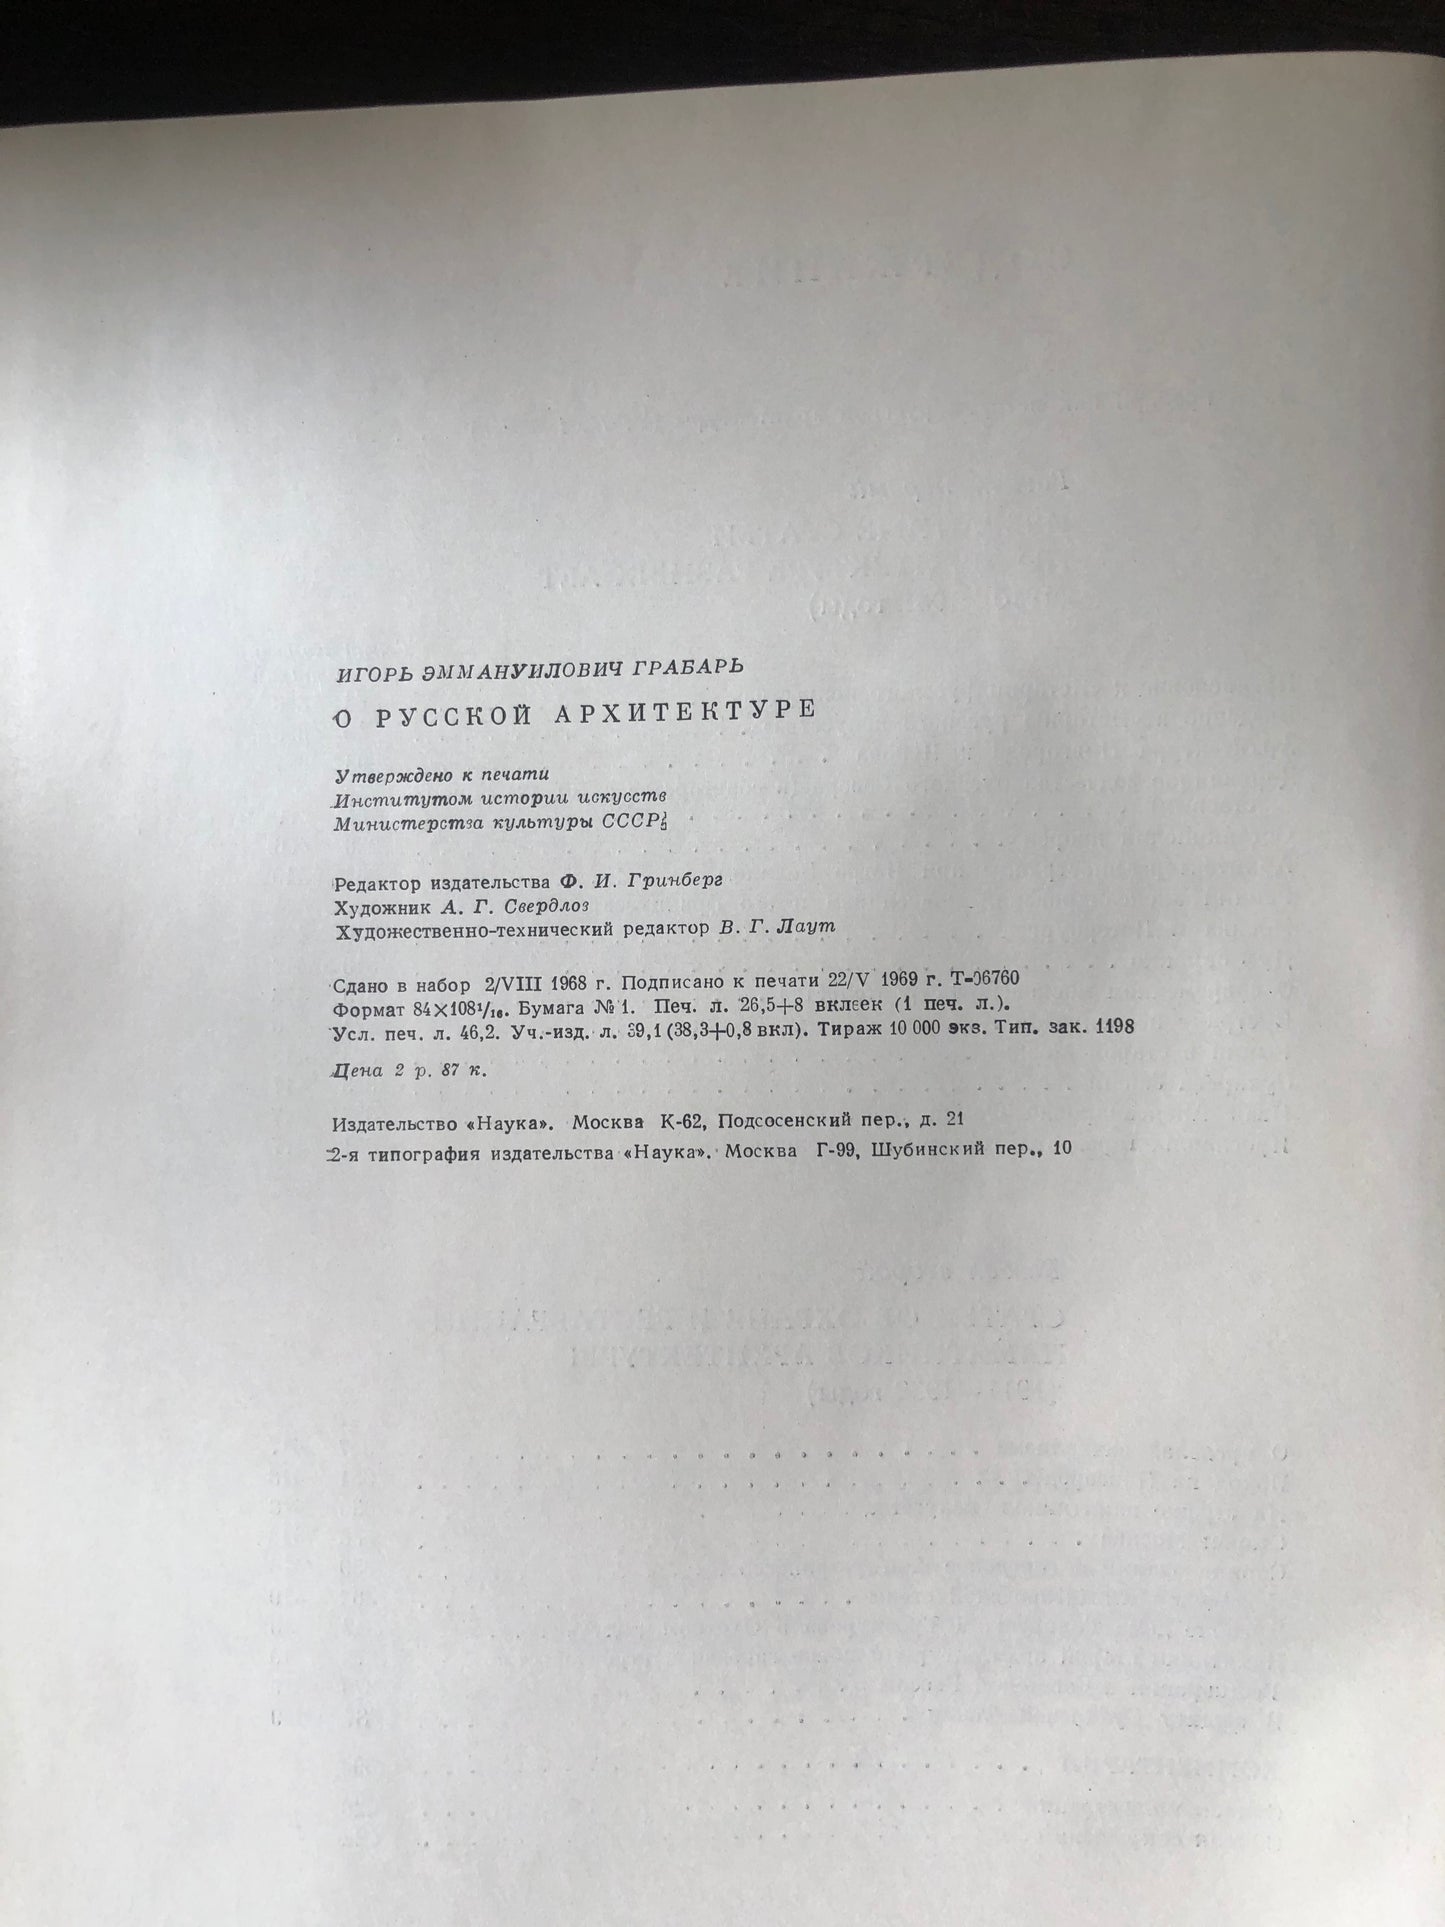 ИГОРЬ ЭММАНУИЛОВИЧ ГРАБАРЬ
О РУССКОЙ АРХИТЕКТУРЕ
Утверждено к печати
Институтом истории искусств
Министерства культуры СССР
Редактор издательства Ф. И. Гринберг
Художник А. Г. Свердлов
Художественно-технический редактор В. Г. Лаут
Сдано в набор 2/VIII 1968 г. Подписано к печати 22/V 1969 г. Т-06760
Формат 84×108¹/₁₆. Бумага № 1. Печ. л. 26,5+8 вклеек (1 печ. л.).
Усл. печ. л. 46,2. Уч.-изд. л. 39,1 (38,3+0,8 вкл). Тираж 10 000 экз. Тип. зак. 1198
Цена 2 р. 87 к.
Издательство «Наука». Москва К-62, Подсосенский пер., д. 21
2-я типография издательства «Наука». Москва Г-99, Шубинский пер., 10